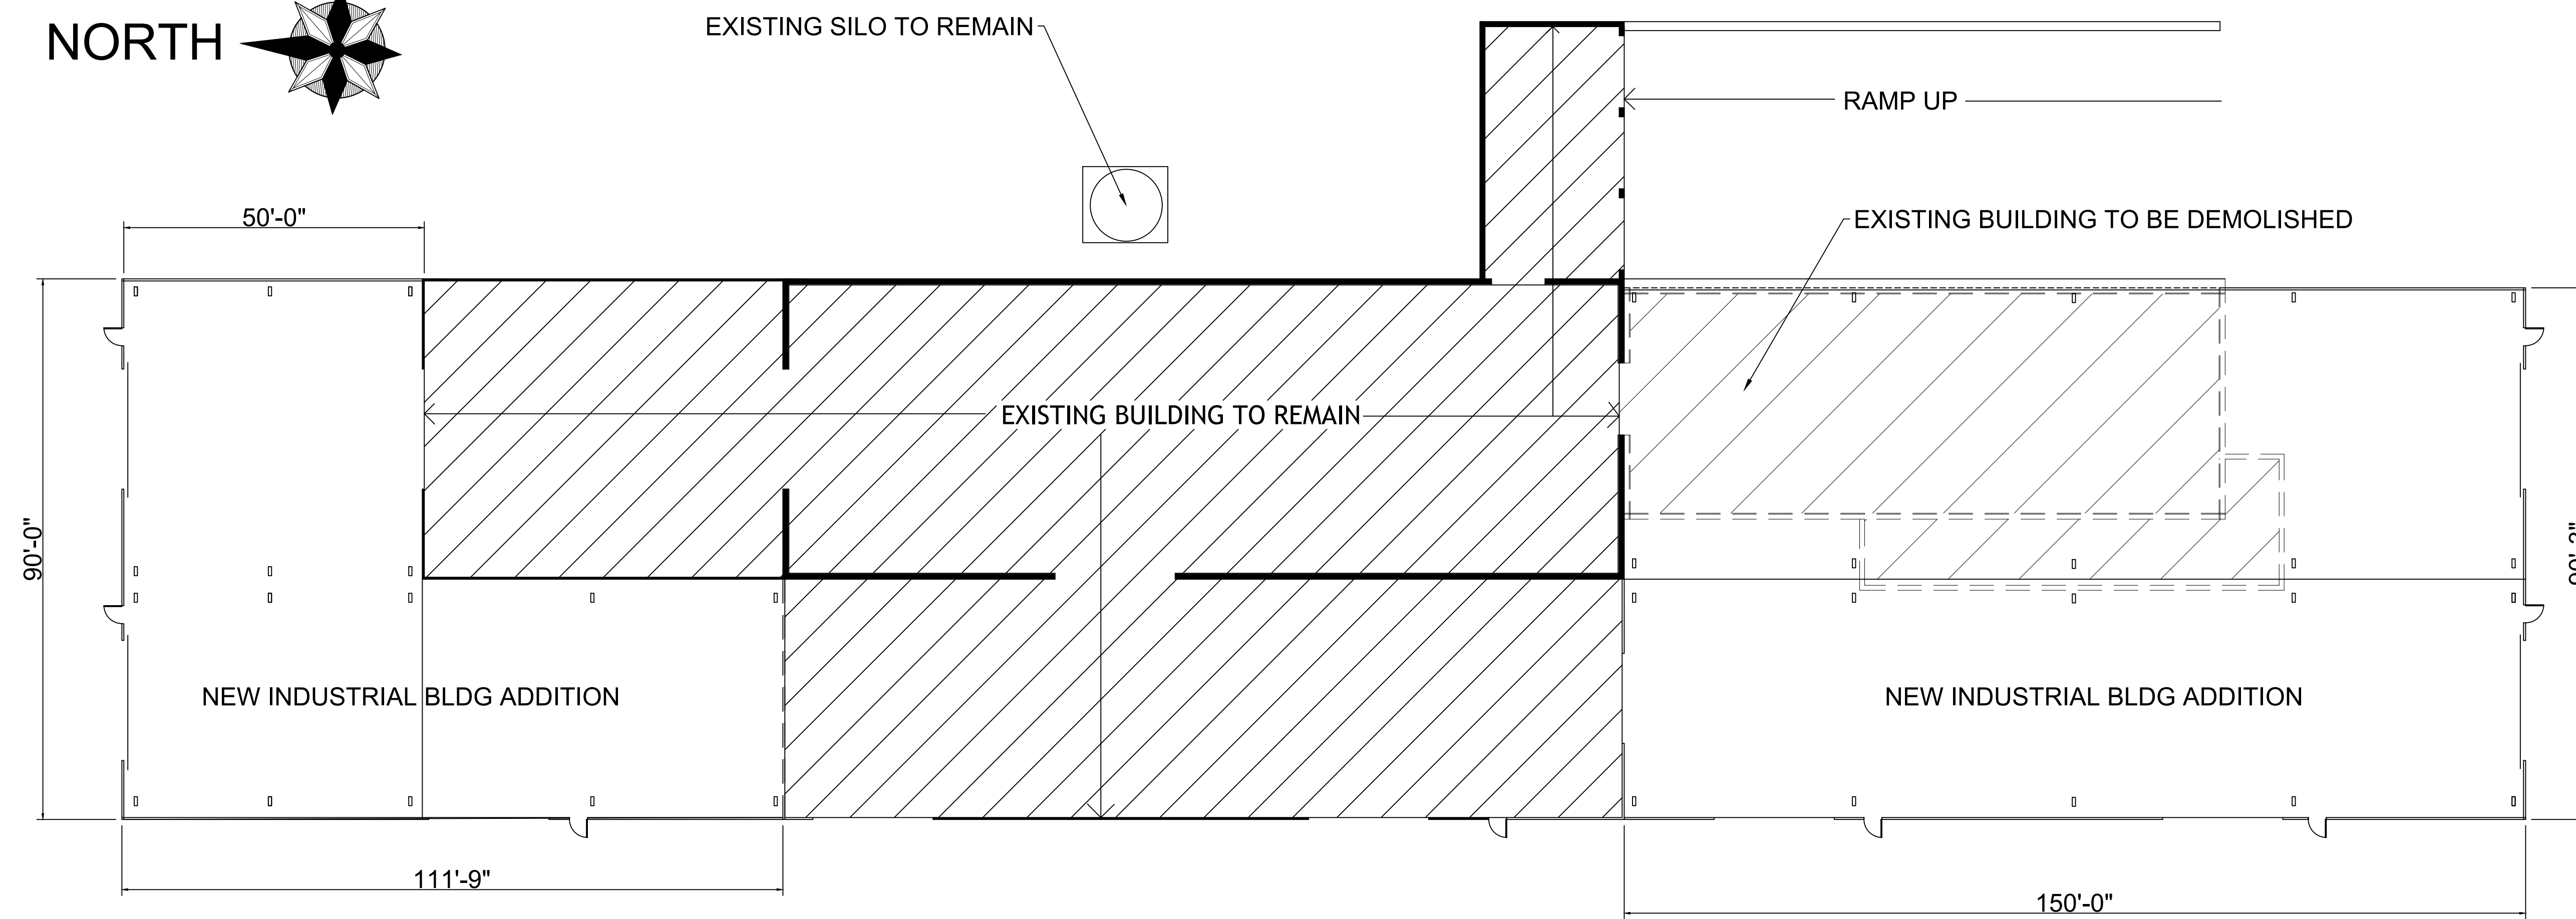 NORTH
EXISTING SILO TO REMAIN
RAMP UP
50'-0"
EXISTING BUILDING TO BE DEMOLISHED
EXISTING BUILDING TO REMAIN
90'-0"
NEW INDUSTRIAL BLDG ADDITION
NEW INDUSTRIAL BLDG ADDITION
111'-9"
150'-0"